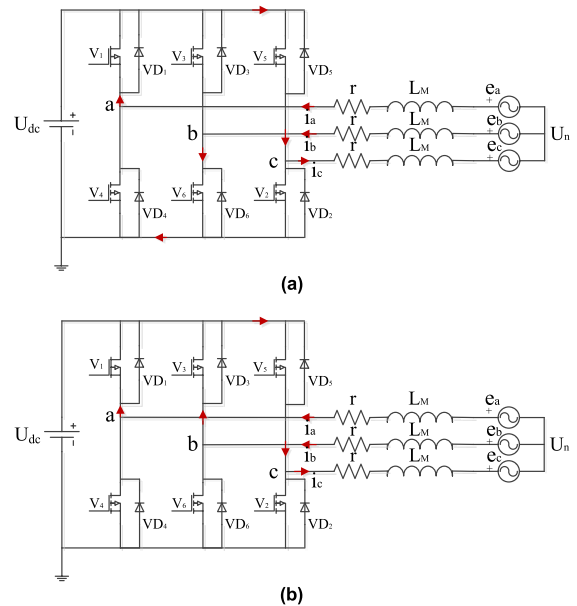 V1 VD1 V3 VD3 V5 VD5
r LM ea
+
a ia
Udc + b r LM eb Un
ib +
c r LM ec
ic +
V4 VD4 V6 VD6 V2 VD2
(a)
V1 VD1 V3 VD3 V5 VD5
r LM ea
+
a ia
Udc + b r LM eb Un
ib +
c r LM ec
ic +
V4 VD4 V6 VD6 V2 VD2
(b)